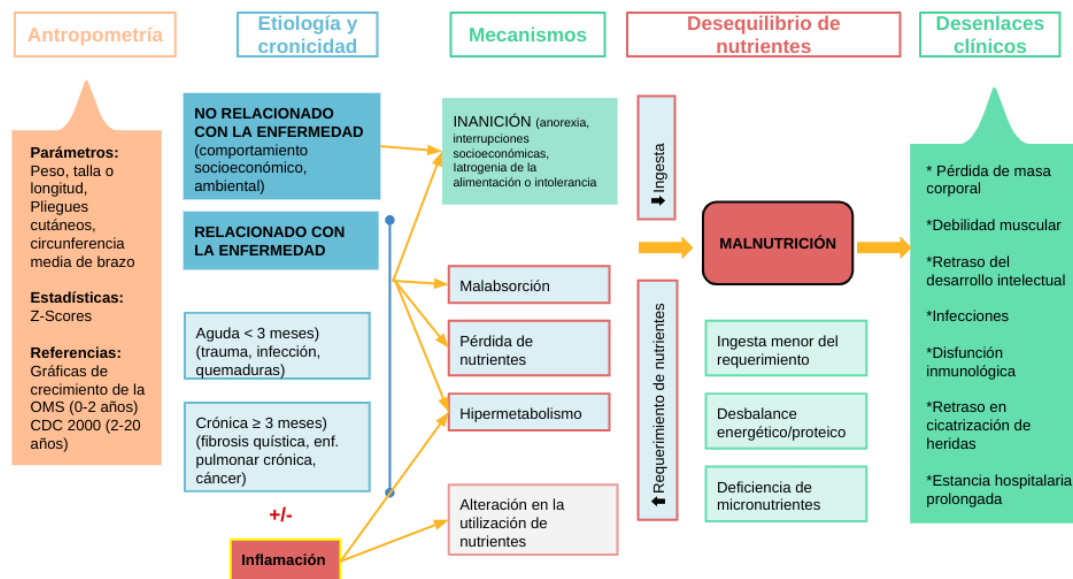 Antropometría
Etiología y
cronicidad
Mecanismos
Desequilibrio de
nutrientes
Desenlaces
clínicos
Parámetros:
Peso, talla o
longitud,
Pliegues
cutáneos,
circunferencia
media de brazo
Estadísticas:
Z-Scores
Referencias:
Gráficas de
crecimiento de la
OMS (0-2 años)
CDC 2000 (2-20
años)
NO RELACIONADO
CON LA ENFERMEDAD
(comportamiento
socioeconómico,
ambiental)
RELACIONADO CON
LA ENFERMEDAD
Aguda < 3 meses)
(trauma, infección,
quemaduras)
Crónica ≥ 3 meses)
(fibrosis quística, enf.
pulmonar crónica,
cáncer)
+/-
Inflamación
INANICIÓN (anorexia,
interrupciones
socioeconómicas,
Iatrogenia de la
alimentación o intolerancia
Malabsorción
Pérdida de
nutrientes
Hipermetabolismo
Alteración en la
utilización de
nutrientes
Ingesta
Requerimiento de nutrientes
MALNUTRICIÓN
Ingesta menor del
requerimiento
Desbalance
energético/proteico
Deficiencia de
micronutrientes
* Pérdida de masa
corporal
*Debilidad muscular
*Retraso del
desarrollo intelectual
*Infecciones
*Disfunción
inmunológica
*Retraso en
cicatrización de
heridas
*Estancia hospitalaria
prolongada